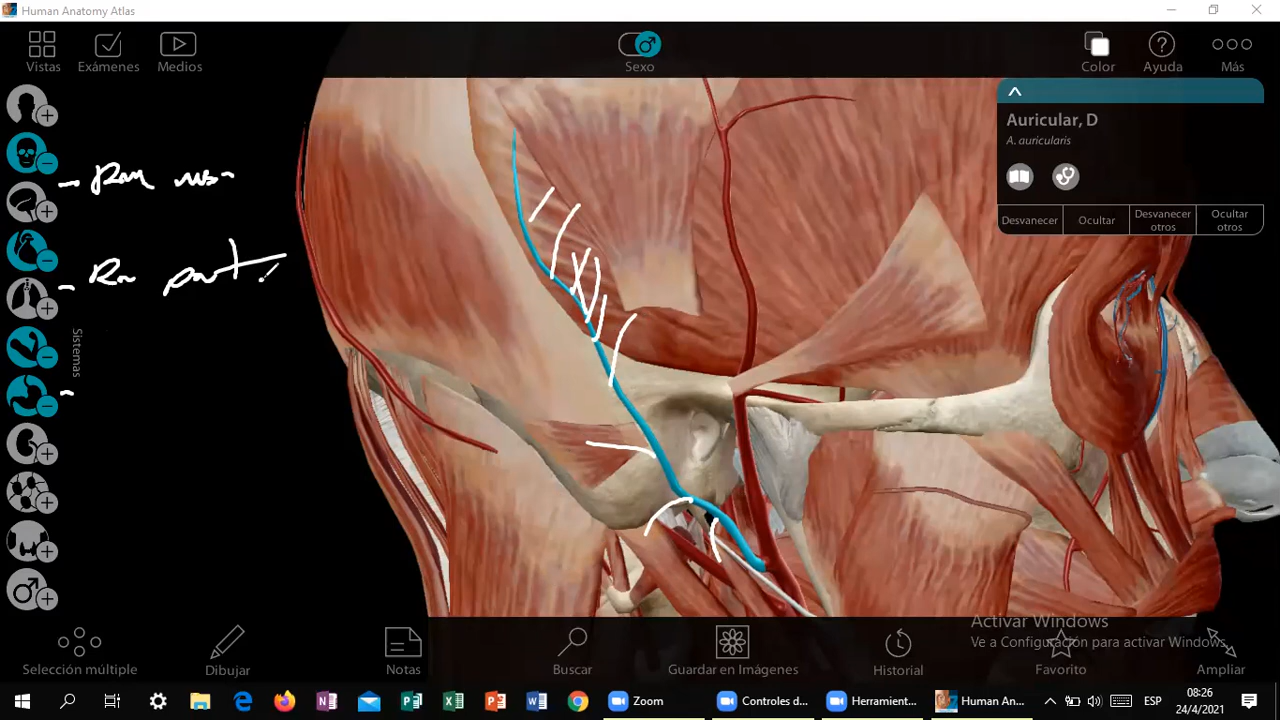 Human Anatomy Atlas
Vistas
Exámenes
Medios
Sexo
Color
Ayuda
Más
Auricular, D
A. auricularis
Desvanecer
Ocultar
Desvanecer otros
Ocultar otros
Sistemas
Activar Windows
Ve a Configuración para activar Windows.
Selección múltiple
Dibujar
Notas
Buscar
Guardar en Imágenes
Historial
Favorito
Ampliar
Zoom
Controles d...
Herramient...
Human An...
ESP
08:26
24/4/2021